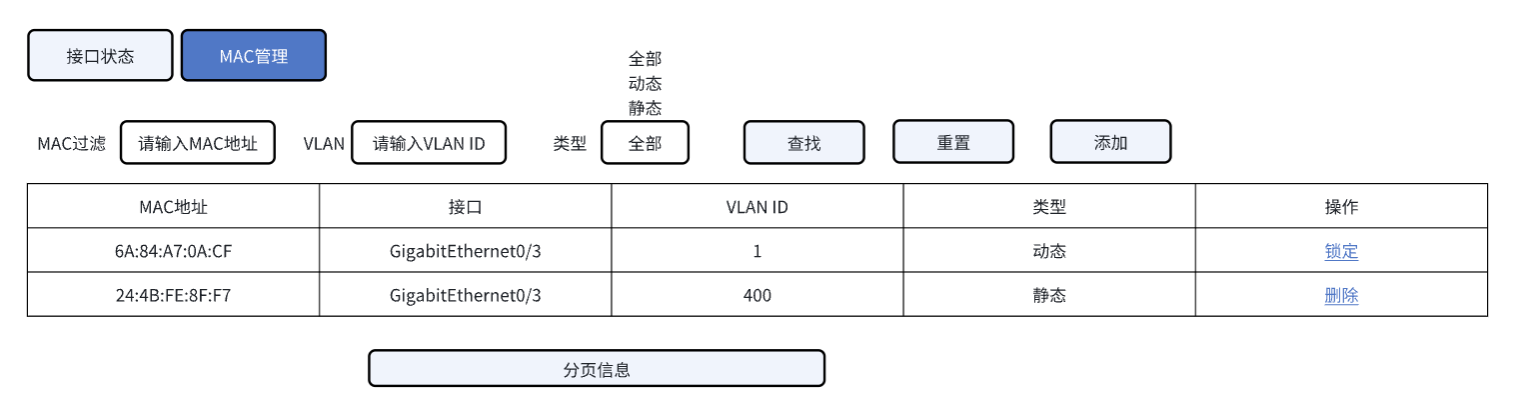 接口状态 MAC管理
全部
动态
静态
MAC过滤 请输入MAC地址 VLAN 请输入VLAN ID 类型 全部 查找 重置 添加
MAC地址 接口 VLAN ID 类型 操作
6A:84:A7:0A:CF GigabitEthernet0/3 1 动态 锁定
24:4B:FE:8F:F7 GigabitEthernet0/3 400 静态 删除
分页信息